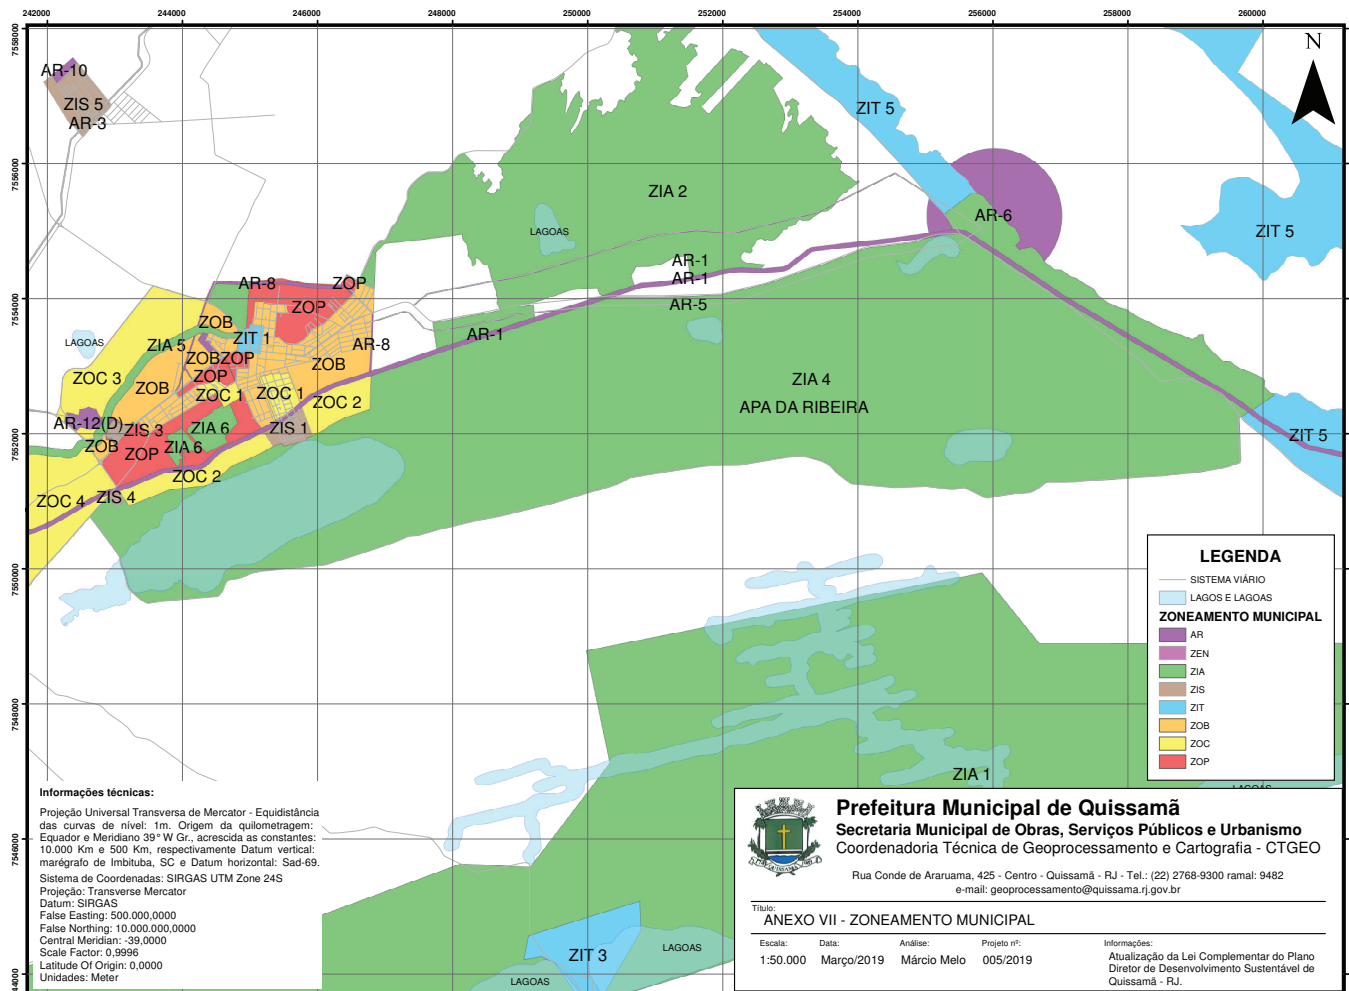 242000 244000 246000 248000 250000 252000 254000 256000 258000 260000
7558000
7556000
7554000
7552000
7550000
7548000
7546000
44000
N
AR-10
ZIS 5
AR-3
ZIT 5
ZIA 2
AR-6
ZIT 5
LAGOAS
AR-1
AR-1
AR-8
ZOP
ZOP
AR-5
ZOB
ZIT 1
AR-1
LAGOAS
ZIA 5
AR-8
ZOB
ZOP
ZOB
ZOP
ZOC 3
ZOB
ZIA 4
ZOC 1
ZOC 1
ZOC 2
APA DA RIBEIRA
AR-12(D)
ZIS 3
ZIA 6
ZIS 1
ZIT 5
ZOB
ZOP
ZIA 6
ZOC 2
ZOC 4
ZIS 4
ZIA 1
LAGOAS
ZIT 3
LAGOAS
LAGOAS
LEGENDA
SISTEMA VIÁRIO
LAGOS E LAGOAS
ZONEAMENTO MUNICIPAL
AR
ZEN
ZIA
ZIS
ZIT
ZOB
ZOC
ZOP
Informações técnicas:
Projeção Universal Transversa de Mercator - Equidistância
das curvas de nível: 1m. Origem da quilometragem:
Equador e Meridiano 39° W Gr., acrescida as constantes:
10.000 Km e 500 Km, respectivamente Datum vertical:
marégrafo de Imbituba, SC e Datum horizontal: Sad-69.
Sistema de Coordenadas: SIRGAS UTM Zone 24S
Projeção: Transverse Mercator
Datum: SIRGAS
False Easting: 500.000,0000
False Northing: 10.000.000,0000
Central Meridian: -39,0000
Scale Factor: 0,9996
Latitude Of Origin: 0,0000
Unidades: Meter
Prefeitura Municipal de Quissamã
Secretaria Municipal de Obras, Serviços Públicos e Urbanismo
Coordenadoria Técnica de Geoprocessamento e Cartografia - CTGEO
Rua Conde de Araruama, 425 - Centro - Quissamã - RJ - Tel.: (22) 2768-9300 ramal: 9482
e-mail: geoprocessamento@quissama.rj.gov.br
Título:
ANEXO VII - ZONEAMENTO MUNICIPAL
Escala: Data: Análise: Projeto nº: Informações:
1:50.000 Março/2019 Márcio Melo 005/2019 Atualização da Lei Complementar do Plano
Diretor de Desenvolvimento Sustentável de
Quissamã - RJ.